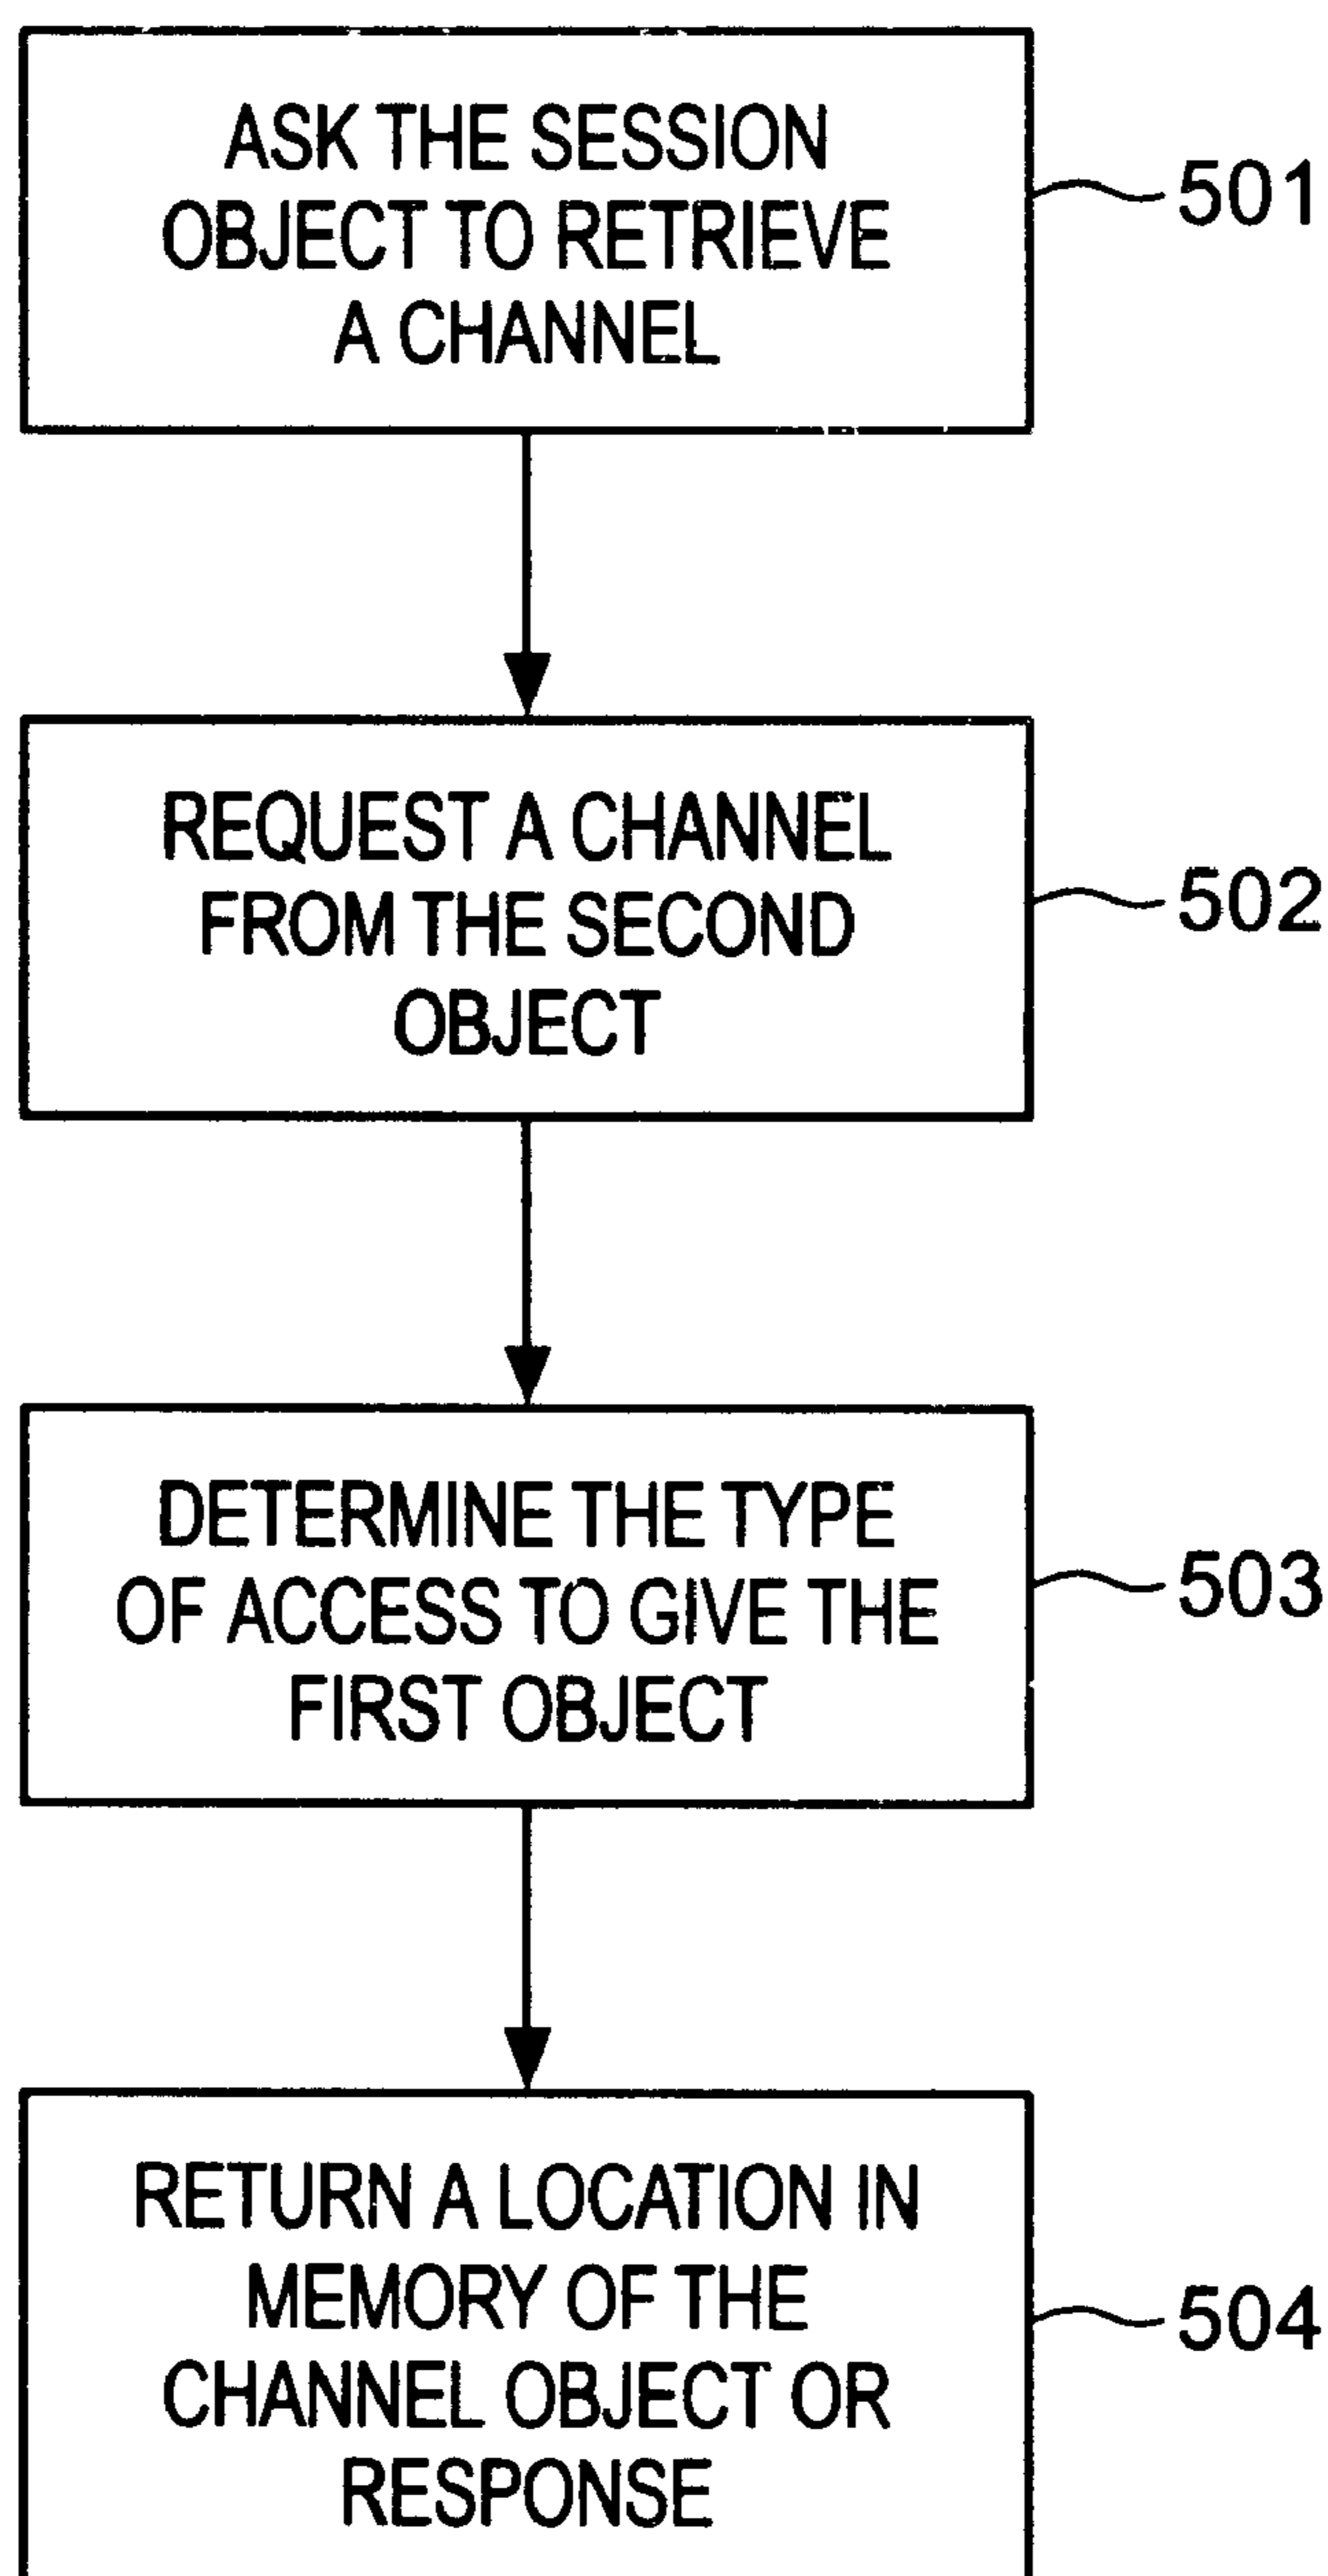 ASK THE SESSION
OBJECT TO RETRIEVE
A CHANNEL
501
REQUEST A CHANNEL
FROM THE SECOND
OBJECT
502
DETERMINE THE TYPE
OF ACCESS TO GIVE THE
FIRST OBJECT
503
RETURN A LOCATION IN
MEMORY OF THE
CHANNEL OBJECT OR
RESPONSE
504